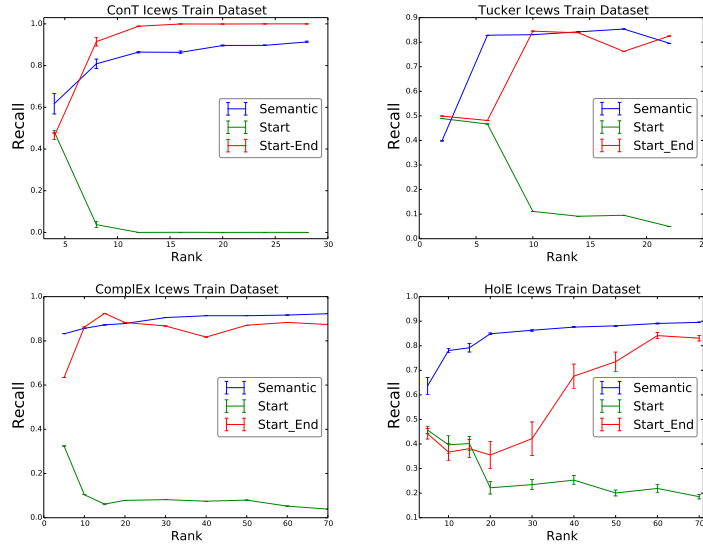 ConT Icews Train Dataset
1.0
0.8
0.6
0.4
0.2
0.0
Recall
Semantic
Start
Start-End
5
10
15
20
25
30
Rank
Tucker Icews Train Dataset
0.9
0.8
0.7
0.6
0.5
0.4
0.3
0.2
0.1
0.0
Recall
Semantic
Start
Start_End
0
5
10
15
20
25
Rank
ComplEx Icews Train Dataset
1.0
0.8
0.6
0.4
0.2
0.0
Recall
Semantic
Start
Start_End
0
10
20
30
40
50
60
70
Rank
HolE Icews Train Dataset
1.0
0.9
0.8
0.7
0.6
0.5
0.4
0.3
0.2
0.1
Recall
Semantic
Start
Start_End
10
20
30
40
50
60
70
Rank